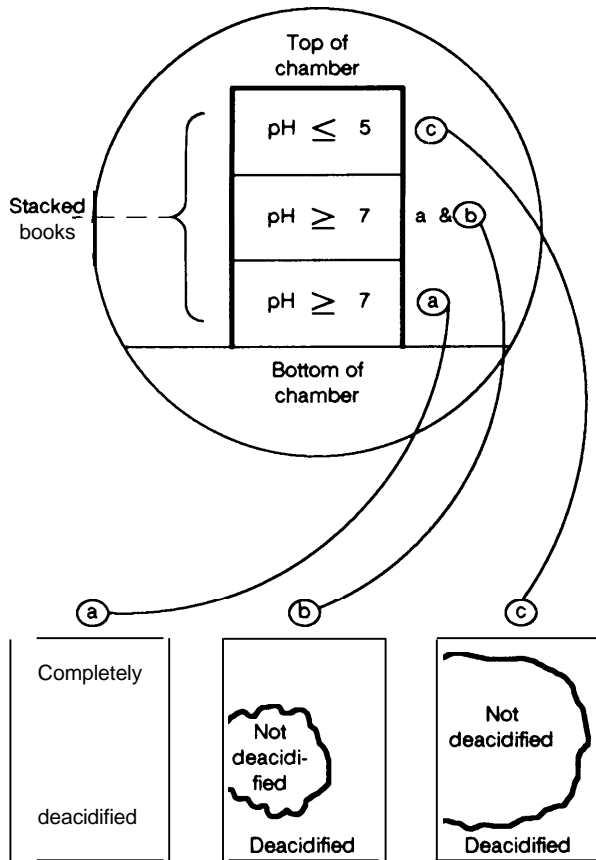 Top of
chamber
pH ≤ 5
c
Stacked
books
pH ≥ 7
a & b
pH ≥ 7
a
Bottom of
chamber
a
b
c
Completely
deacidified
Not
deacidi-
fied
Deacidified
Not
deacidified
Deacidified